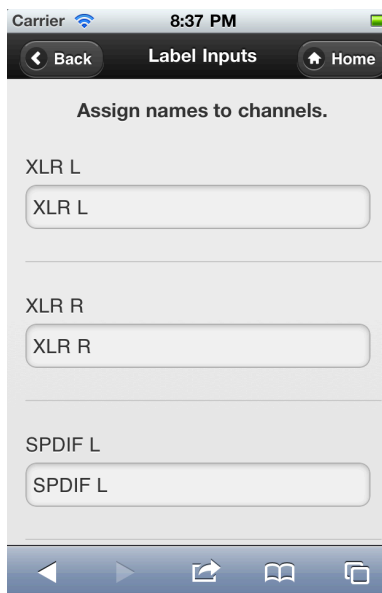 Carrier 8:37 PM
Back Label Inputs Home
Assign names to channels.
XLR L
XLR L
XLR R
XLR R
SPDIF L
SPDIF L